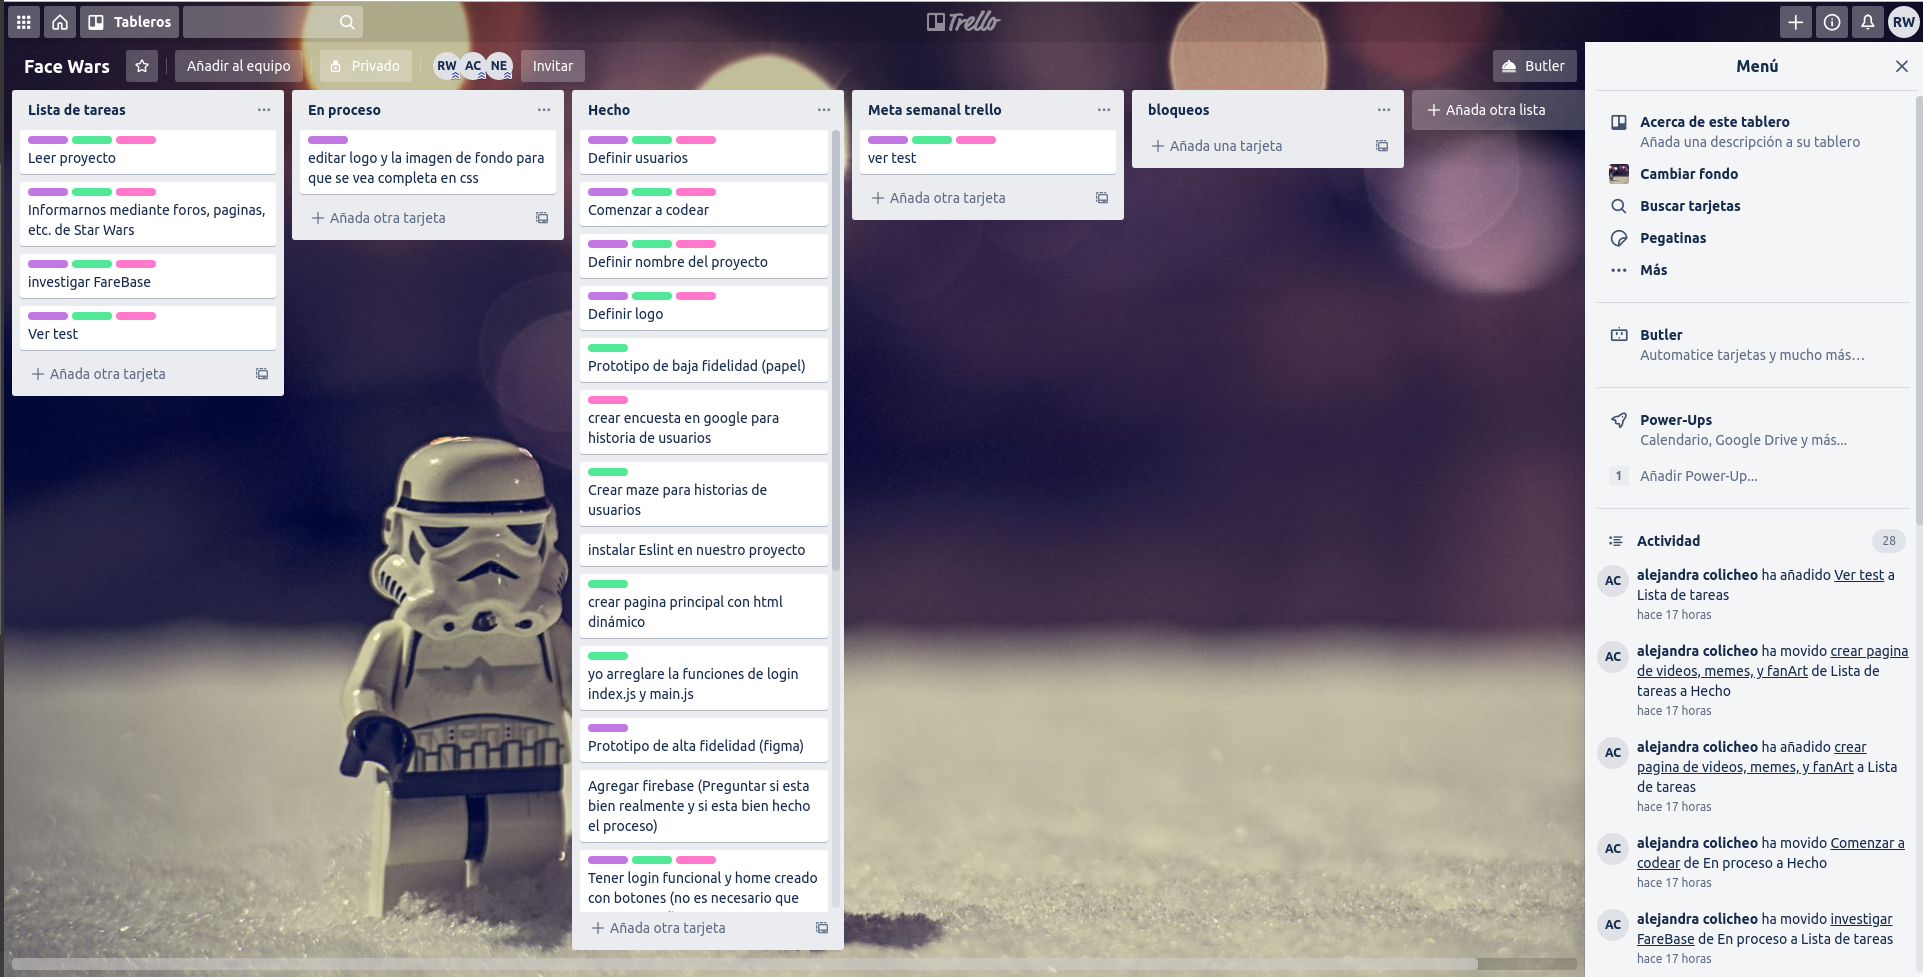 Tableros
Trello
RW
Face Wars
Añadir al equipo
Privado
RW AC NE
Invitar
Butler
Lista de tareas
Leer proyecto
Informarnos mediante foros, paginas,
etc. de Star Wars
investigar FareBase
Ver test
Añada otra tarjeta
En proceso
editar logo y la imagen de fondo para
que se vea completa en css
Añada otra tarjeta
Hecho
Definir usuarios
Comenzar a codear
Definir nombre del proyecto
Definir logo
Prototipo de baja fidelidad (papel)
crear encuesta en google para
historia de usuarios
Crear maze para historias de
usuarios
instalar Eslint en nuestro proyecto
crear pagina principal con html
dinámico
yo arreglare la funciones de login
index.js y main.js
Prototipo de alta fidelidad (figma)
Agregar firebase (Preguntar si esta
bien realmente y si esta bien hecho
el proceso)
Tener login funcional y home creado
con botones (no es necesario que
Añada otra tarjeta
Meta semanal trello
ver test
Añada otra tarjeta
bloqueos
Añada una tarjeta
Añada otra lista
Menú
Acerca de este tablero
Añada una descripción a su tablero
Cambiar fondo
Buscar tarjetas
Pegatinas
Más
Butler
Automatice tarjetas y mucho más...
Power-Ups
Calendario, Google Drive y más...
1 Añadir Power-Up...
Actividad 28
AC alejandra colicheo ha añadido Ver test a
Lista de tareas
hace 17 horas
AC alejandra colicheo ha movido crear pagina
de videos, memes, y fanArt de Lista de
tareas a Hecho
hace 17 horas
AC alejandra colicheo ha añadido crear
pagina de videos, memes, y fanArt a Lista
de tareas
hace 17 horas
AC alejandra colicheo ha movido Comenzar a
codear de En proceso a Hecho
hace 17 horas
AC alejandra colicheo ha movido investigar
FareBase de En proceso a Lista de tareas
hace 17 horas